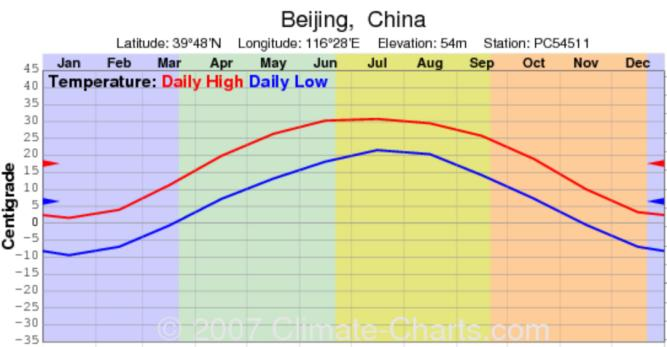 Beijing, China
Latitude: 39°48'N Longitude: 116°28'E Elevation: 54m Station: PC54511
Jan Feb Mar Apr May Jun Jul Aug Sep Oct Nov Dec
Temperature: Daily High Daily Low
Centigrade
45
40
35
30
25
20
15
10
5
0
-5
-10
-15
-20
-25
-30
-35
© 2007 Climate-Charts.com